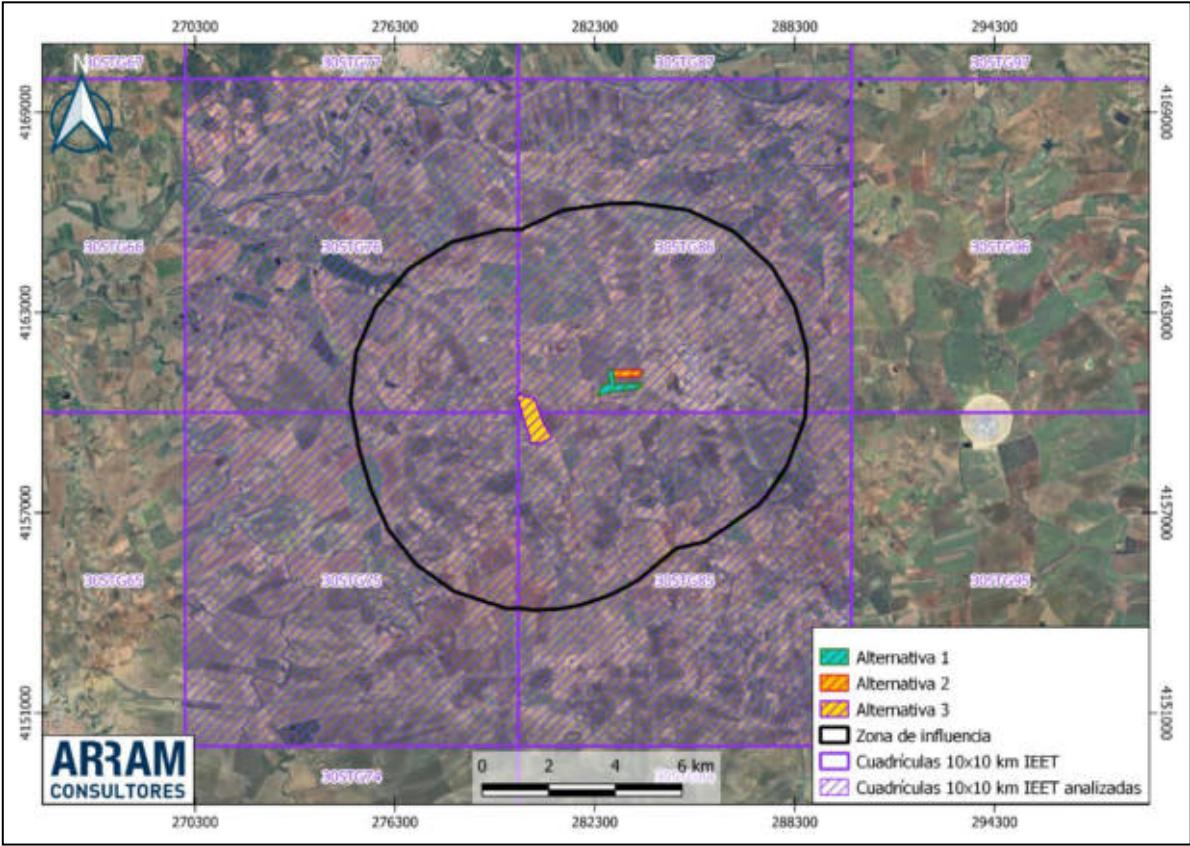 270300 276300 282300 288300 294300
30STG67 30STG77 30STG87 30STG97
N
4169000 4169000
30STG66 30STG76 30STG86 30STG96
4163000 4163000
4157000 4157000
30STG65 30STG75 30STG85 30STG95
Alternativa 1
Alternativa 2
Alternativa 3
Zona de influencia
Cuadrículas 10x10 km IEET
Cuadrículas 10x10 km IEET analizadas
4151000 4151000
ARRAM
CONSULTORES
0 2 4 6 km
30STG74
270300 276300 282300 288300 294300